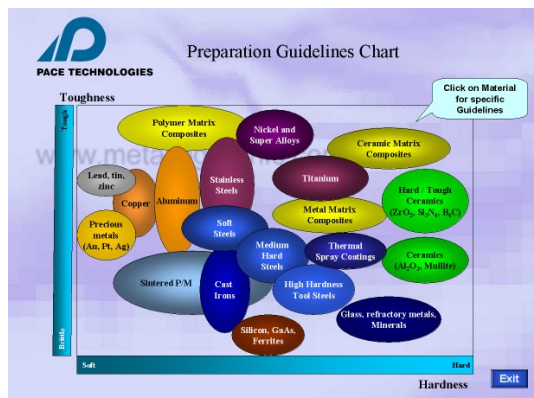 PACE TECHNOLOGIES
Preparation Guidelines Chart
Click on Material
for specific
Guidelines
Toughness
Tough
Polymer Matrix
Composites
Nickel and
Super Alloys
Ceramic Matrix
Composites
Lead, tin,
zinc
Copper
Aluminum
Stainless
Steels
Titanium
Hard / Tough
Ceramics
(ZrO2, Si3N4, B4C)
Precious
metals
(Au, Pt, Ag)
Soft
Steels
Metal Matrix
Composites
Medium
Hard
Steels
Thermal
Spray Coatings
Ceramics
(Al2O3, Mullite)
Sintered P/M
Cast
Irons
High Hardness
Tool Steels
Glass, refractory metals,
Minerals
Silicon, GaAs,
Ferrites
Brittle
Soft
Hard
Hardness
Exit